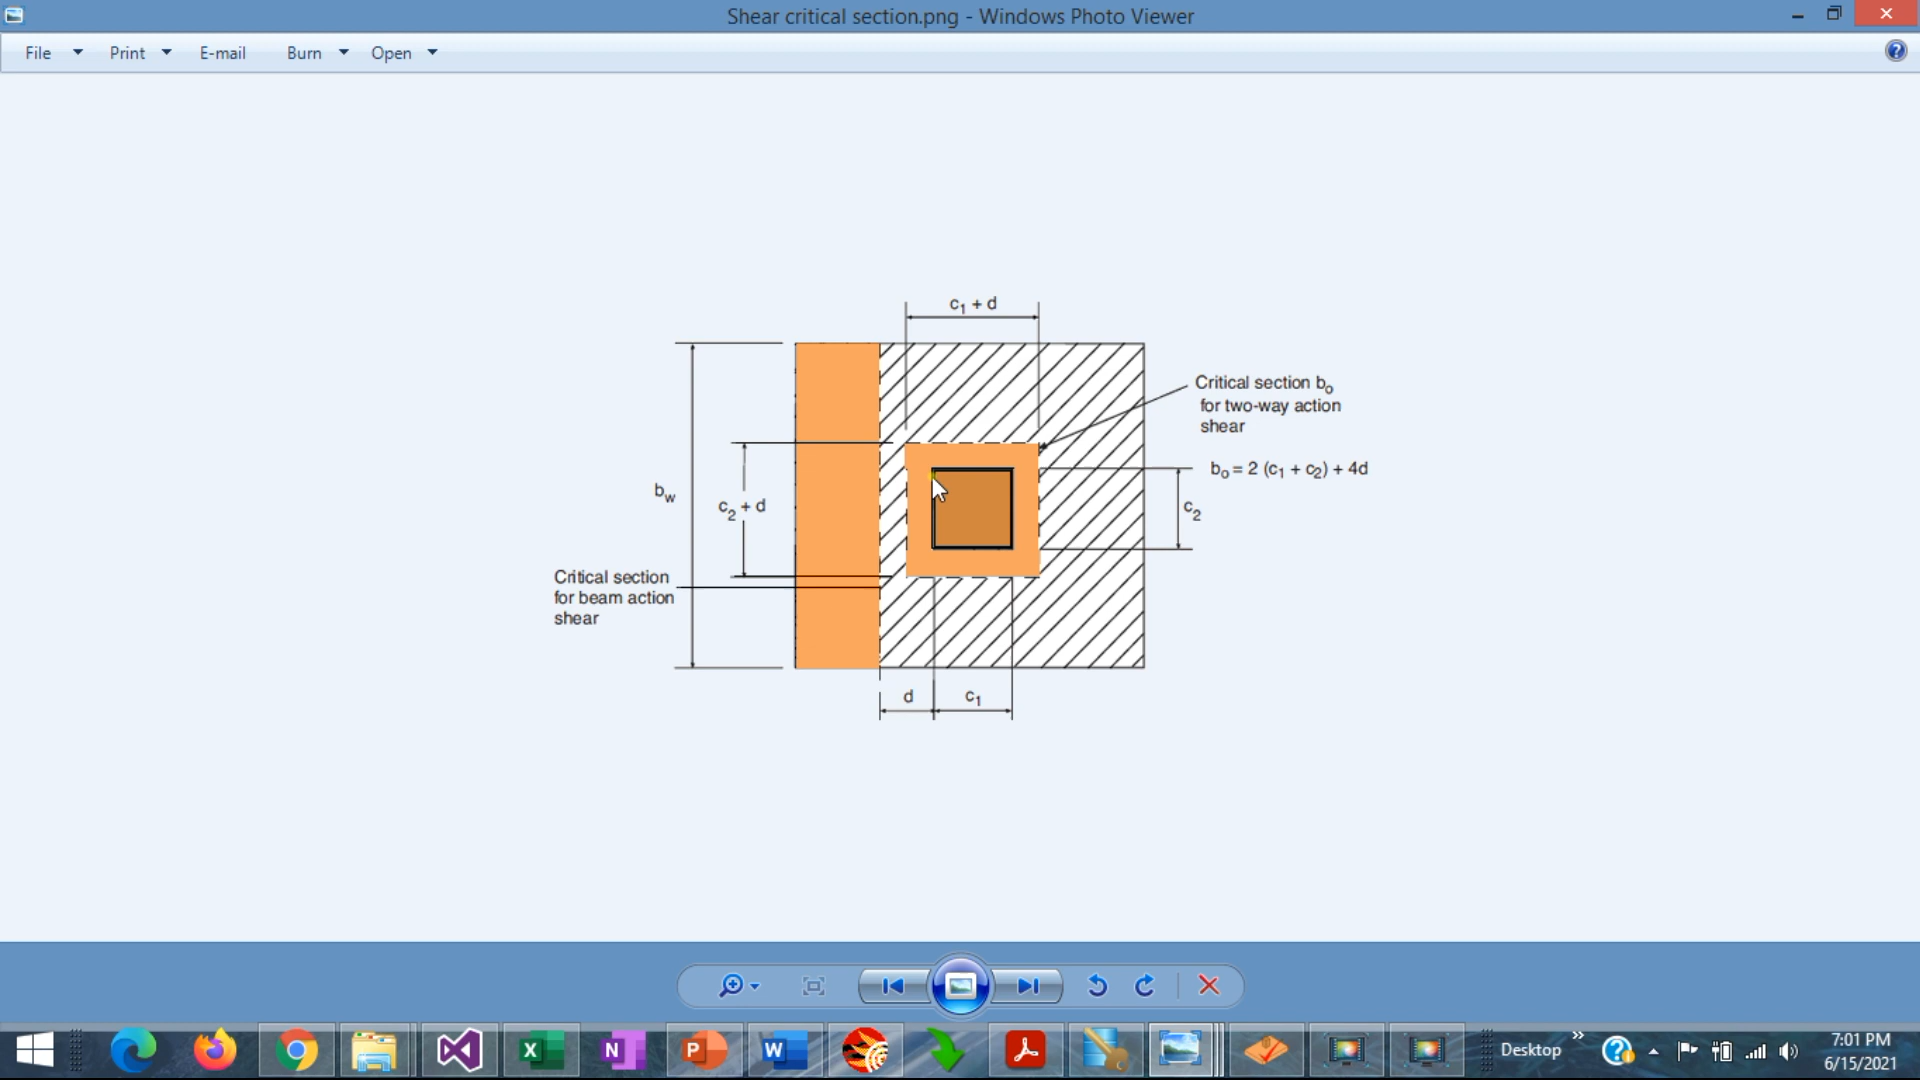 Shear critical section.png - Windows Photo Viewer
File Print E-mail Burn Open
c₁ + d
Critical section bₒ
for two-way action
shear
bₒ = 2 (c₁ + c₂) + 4d
b_w
c₂ + d
c₂
Critical section
for beam action
shear
d c₁
Desktop
7:01 PM
6/15/2021